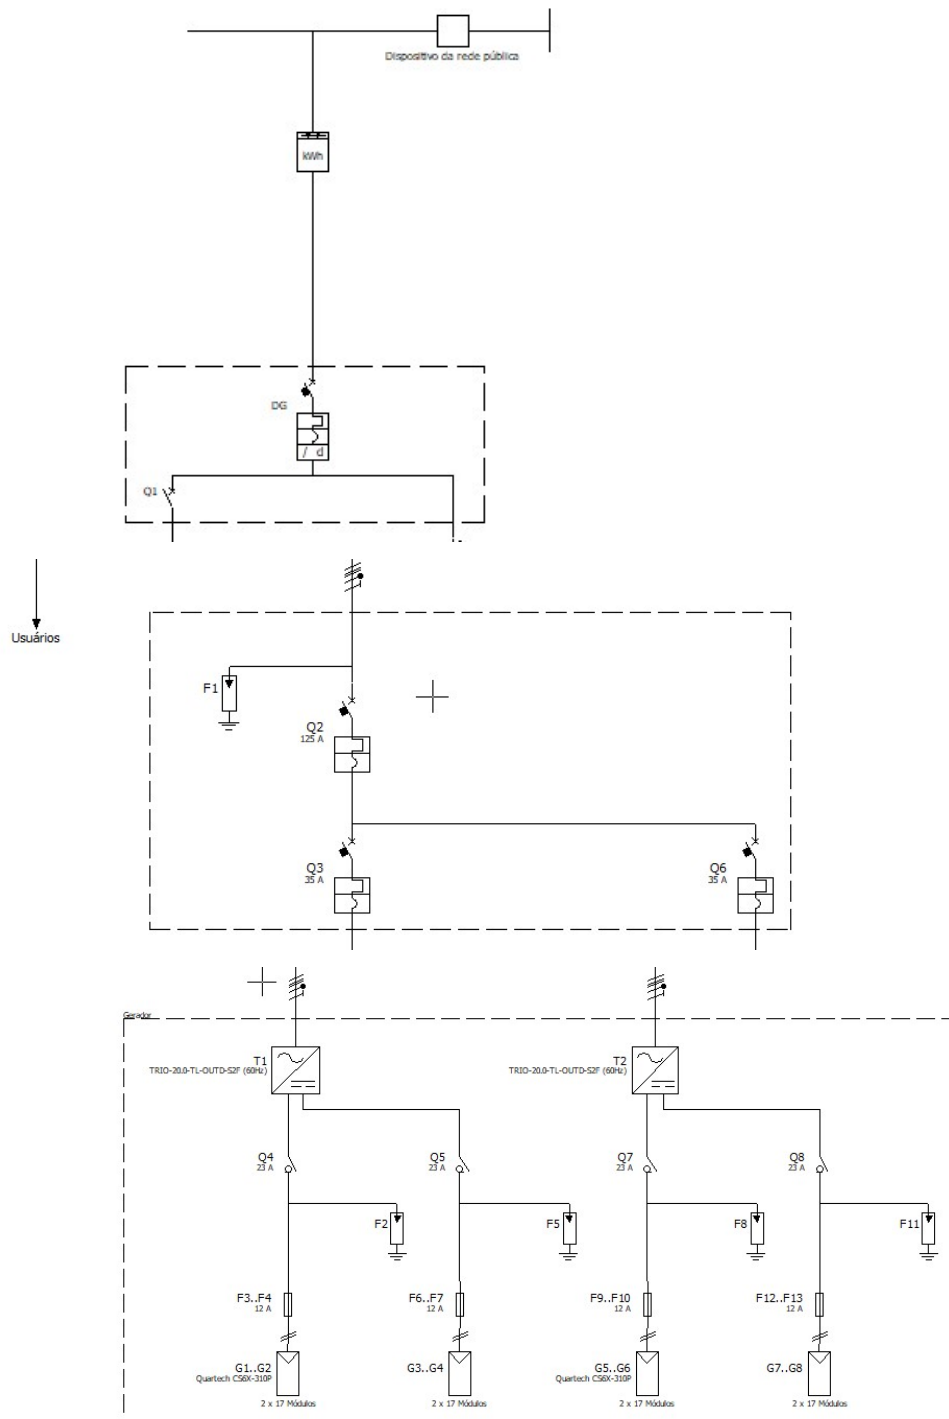 Dispositivo da rede pública
kWh
DG
/ d
Q1
Usuários
F1
Q2
125 A
Q3
35 A
Q6
35 A
Gerador
T1
TRIO-20.0-TL-OUTD-S2F (60Hz)
T2
TRIO-20.0-TL-OUTD-S2F (60Hz)
Q4
23 A
Q5
23 A
Q7
23 A
Q8
23 A
F2
F5
F8
F11
F3..F4
12 A
F6..F7
12 A
F9..F10
12 A
F12..F13
12 A
G1..G2
Quartech CS6X-310P
G3..G4
G5..G6
Quartech CS6X-310P
G7..G8
2 x 17 Módulos
2 x 17 Módulos
2 x 17 Módulos
2 x 17 Módulos